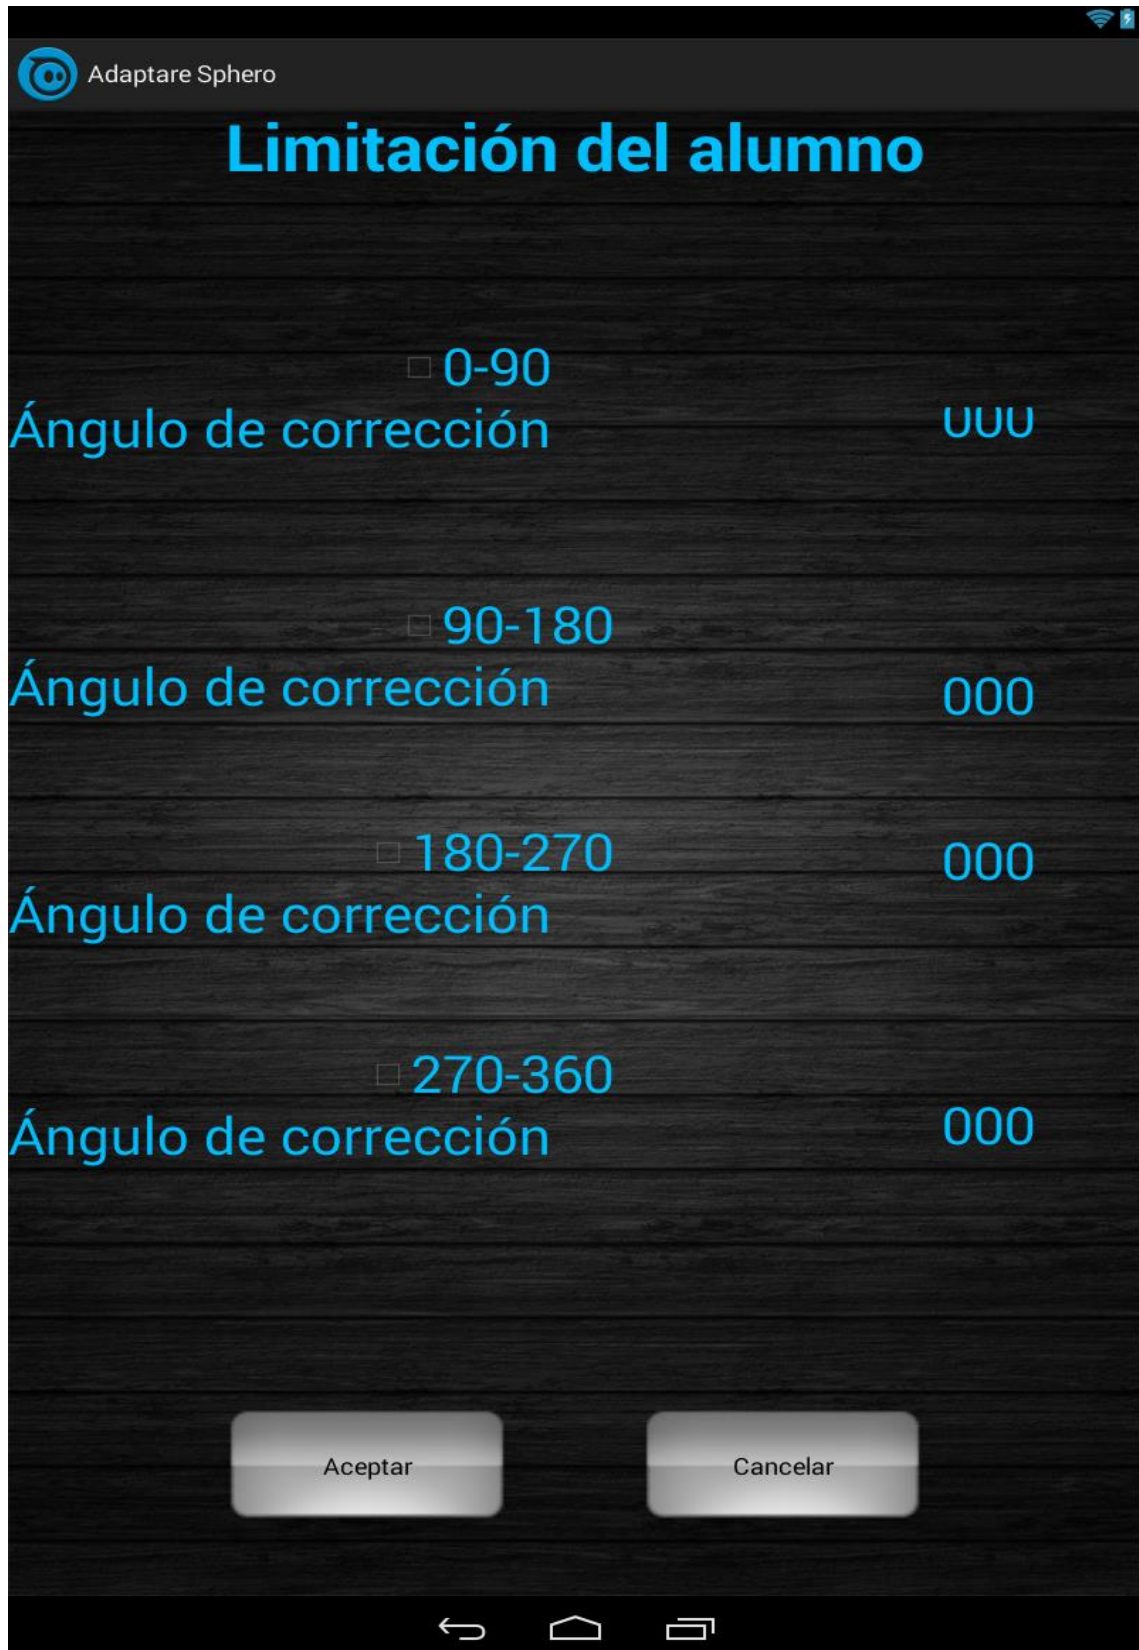 Adaptare Sphero
Limitación del alumno
0-90
Ángulo de corrección 000
90-180
Ángulo de corrección 000
180-270 000
Ángulo de corrección
270-360
Ángulo de corrección 000
Aceptar Cancelar